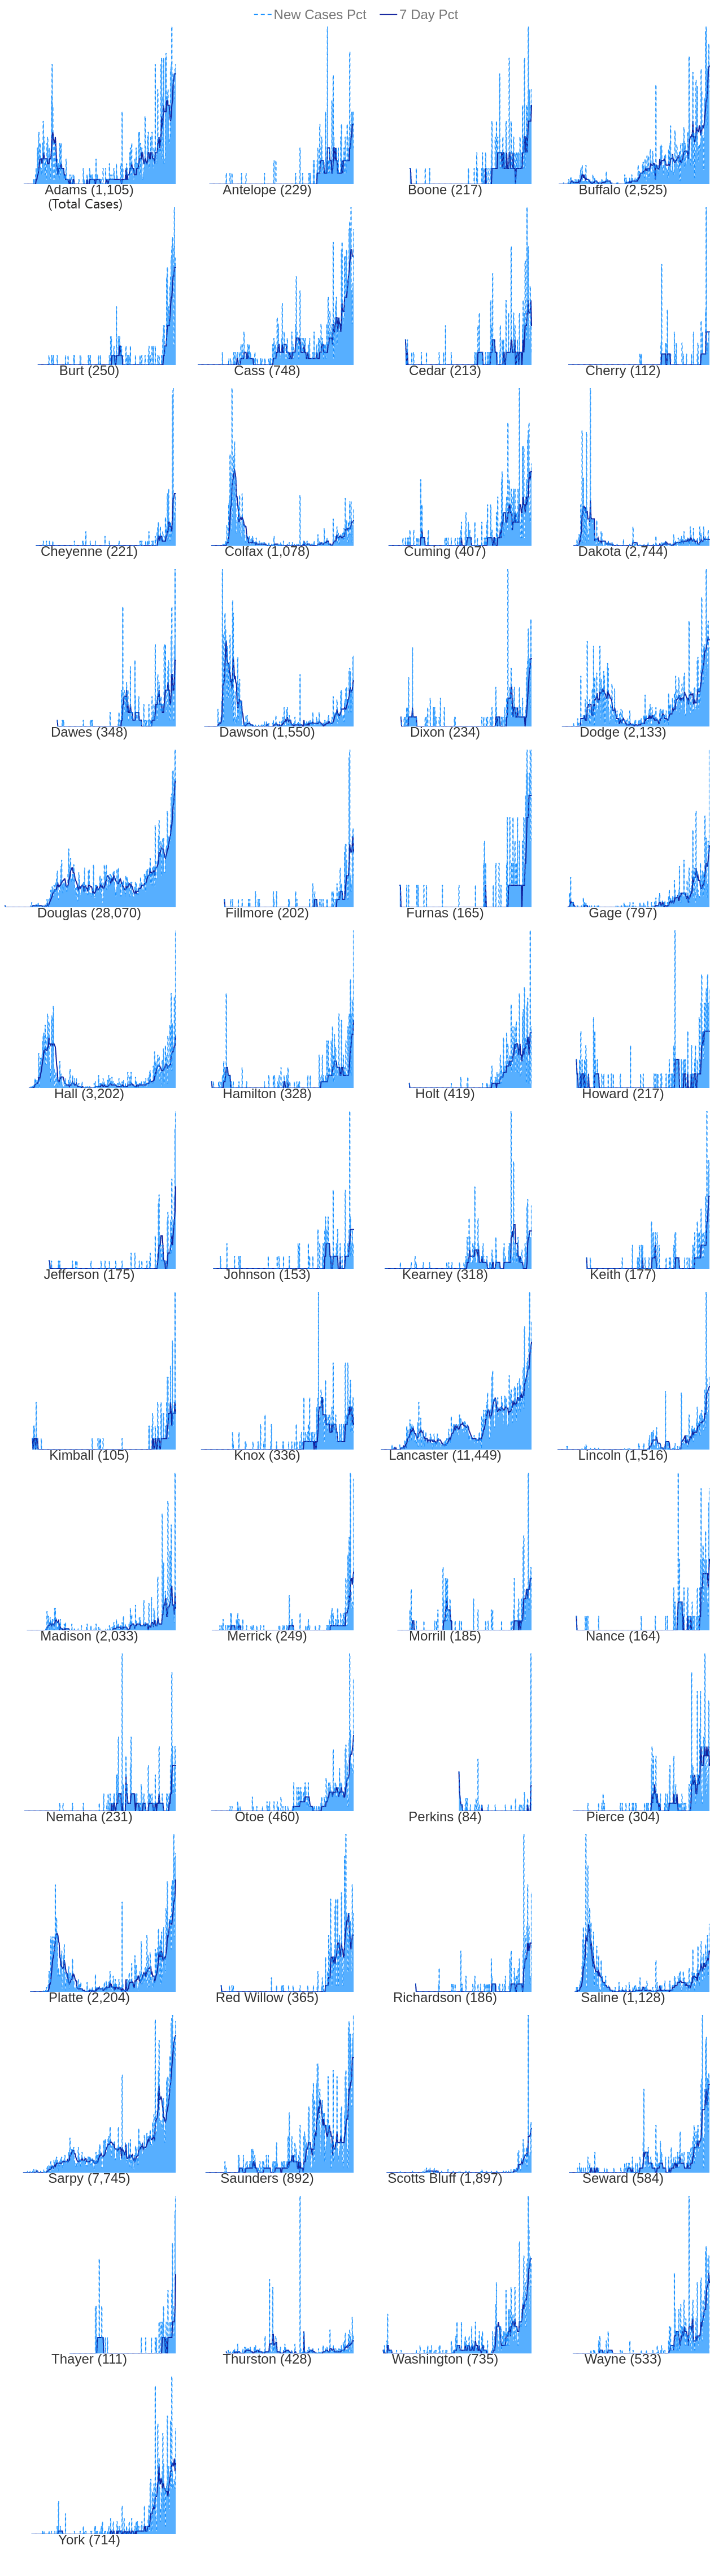 New Cases Pct 7 Day Pct
Adams (1,105) Antelope (229) Boone (217) Buffalo (2,525)
(Total Cases)
Burt (250) Cass (748) Cedar (213) Cherry (112)
Cheyenne (221) Colfax (1,078) Cuming (407) Dakota (2,744)
Dawes (348) Dawson (1,550) Dixon (234) Dodge (2,133)
Douglas (28,070) Fillmore (202) Furnas (165) Gage (797)
Hall (3,202) Hamilton (328) Holt (419) Howard (217)
Jefferson (175) Johnson (153) Kearney (318) Keith (177)
Kimball (105) Knox (336) Lancaster (11,449) Lincoln (1,516)
Madison (2,033) Merrick (249) Morrill (185) Nance (164)
Nemaha (231) Otoe (460) Perkins (84) Pierce (304)
Platte (2,204) Red Willow (365) Richardson (186) Saline (1,128)
Sarpy (7,745) Saunders (892) Scotts Bluff (1,897) Seward (584)
Thayer (111) Thurston (428) Washington (735) Wayne (533)
York (714)